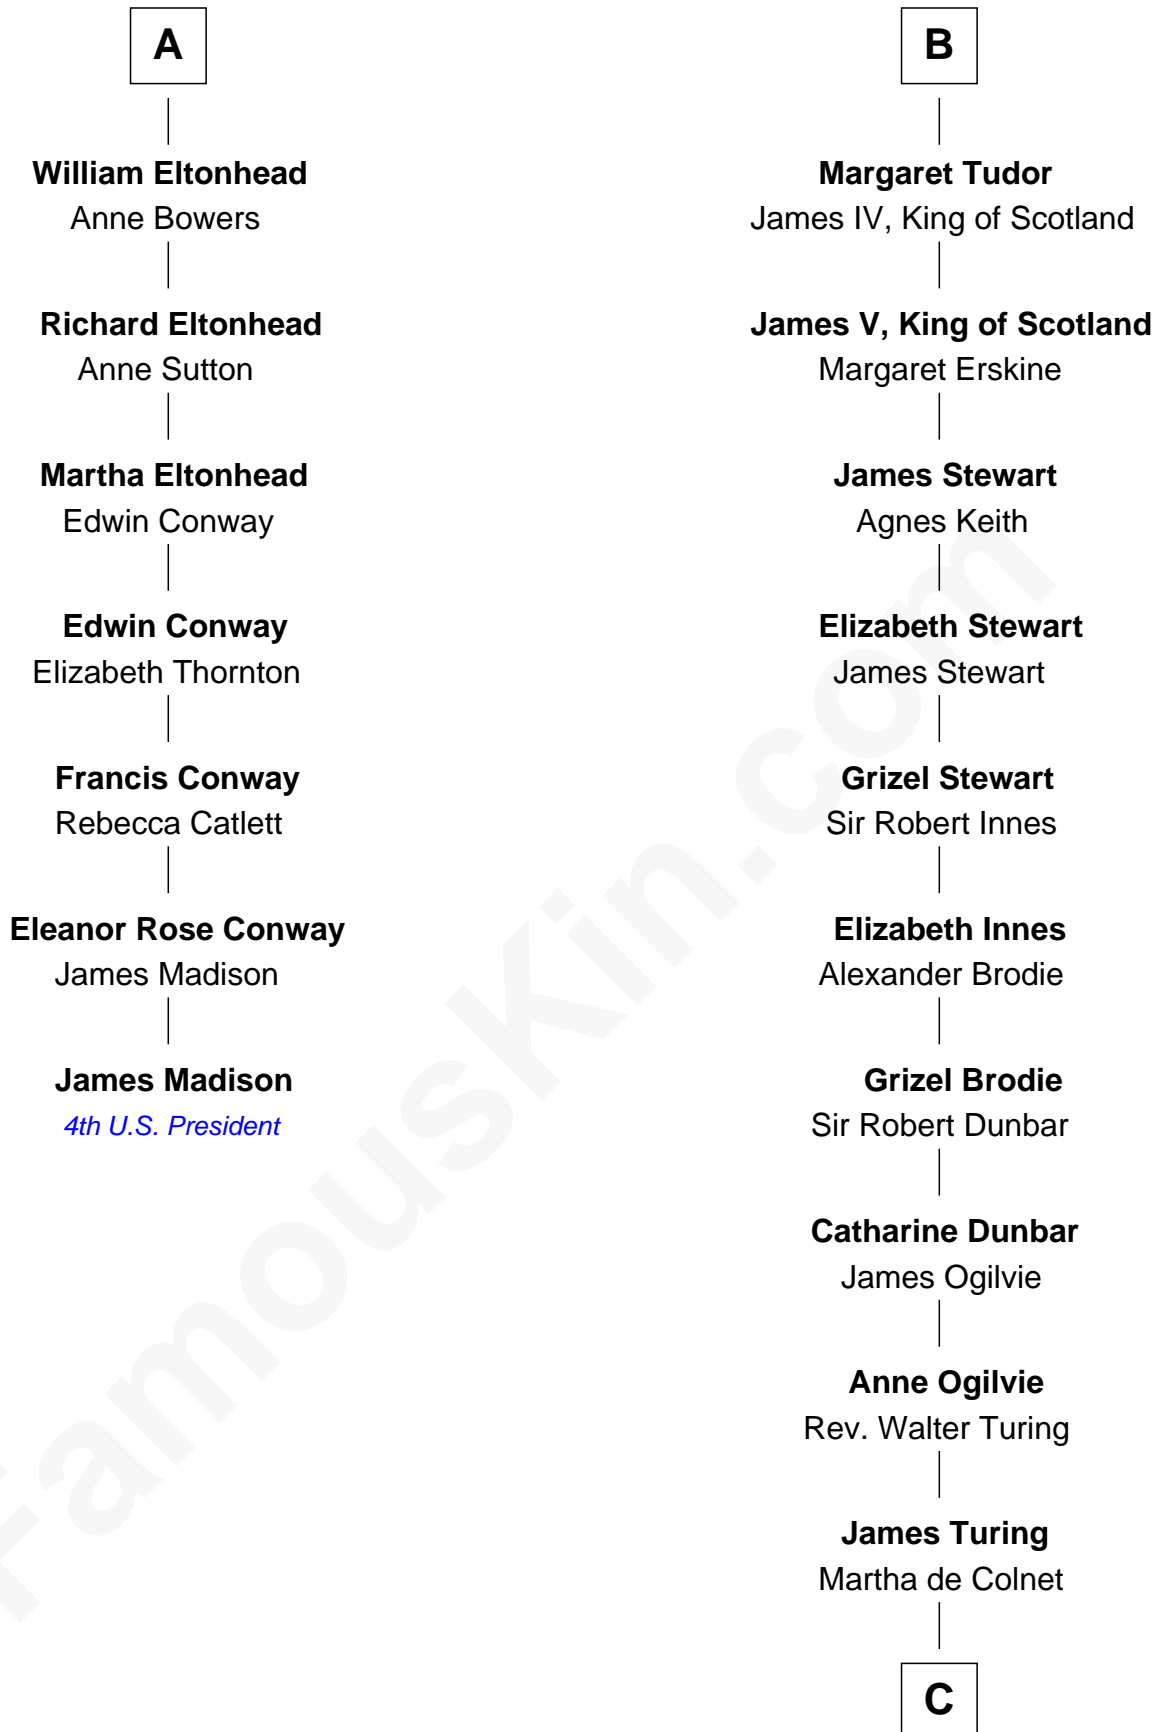 A
William Eltonhead
Anne Bowers
Richard Eltonhead
Anne Sutton
Martha Eltonhead
Edwin Conway
Edwin Conway
Elizabeth Thornton
Francis Conway
Rebecca Catlett
Eleanor Rose Conway
James Madison
James Madison
4th U.S. President
B
Margaret Tudor
James IV, King of Scotland
James V, King of Scotland
Margaret Erskine
James Stewart
Agnes Keith
Elizabeth Stewart
James Stewart
Grizel Stewart
Sir Robert Innes
Elizabeth Innes
Alexander Brodie
Grizel Brodie
Sir Robert Dunbar
Catharine Dunbar
James Ogilvie
Anne Ogilvie
Rev. Walter Turing
James Turing
Martha de Colnet
C
FamousKin.com